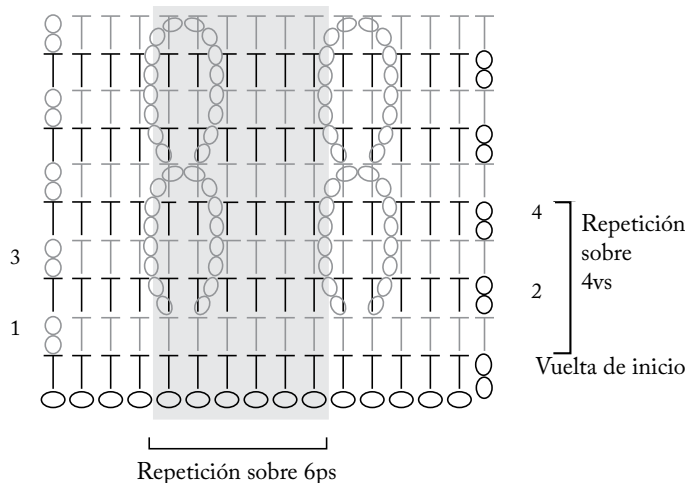 4
Repetición
sobre
4vs
3
2
1
Vuelta de inicio
Repetición sobre 6ps